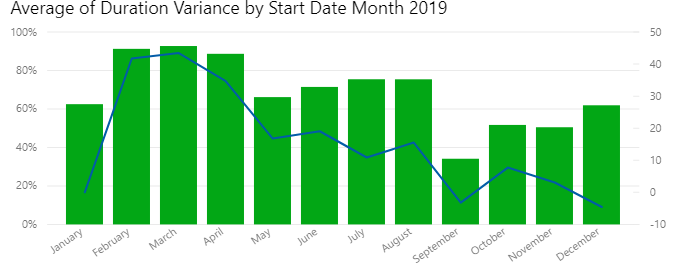 Average of Duration Variance by Start Date Month 2019
100%
80%
60%
40%
20%
0%
50
40
30
20
10
0
-10
January
February
March
April
May
June
July
August
September
October
November
December